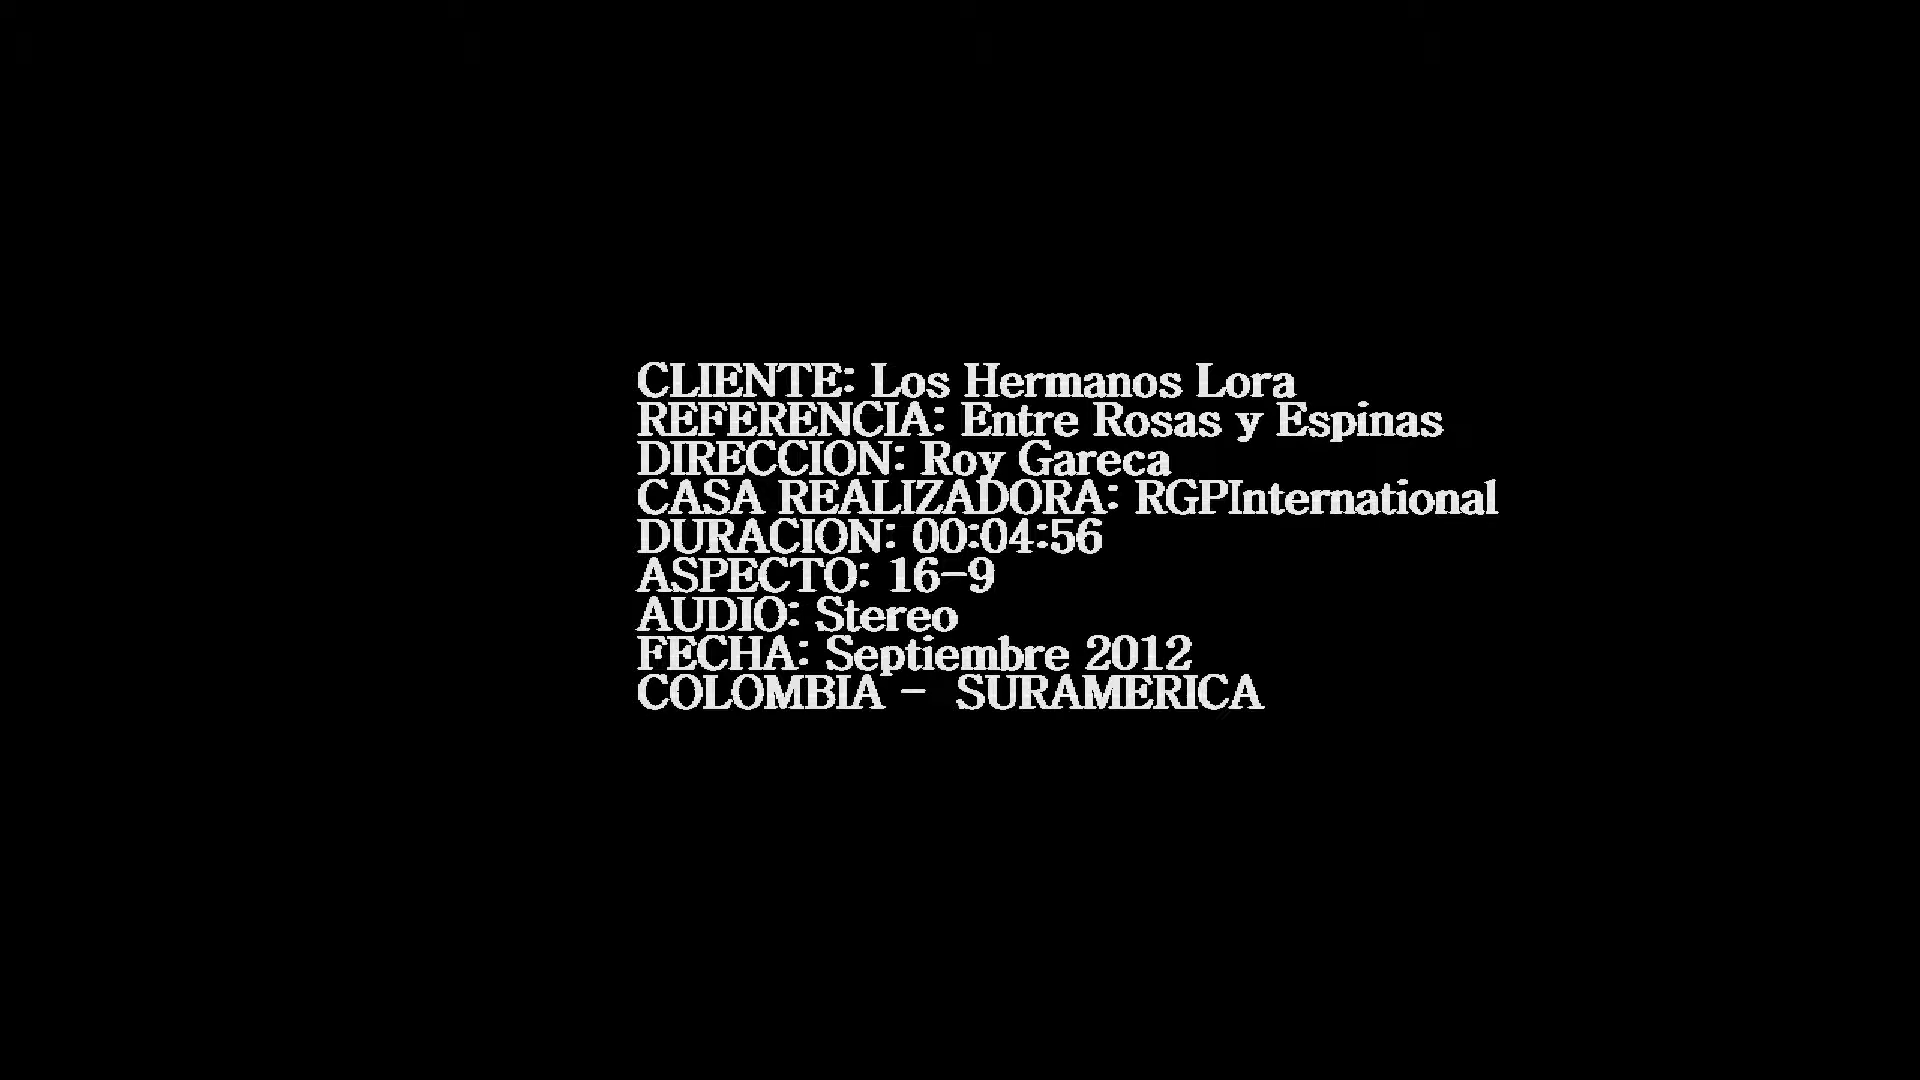 CLIENTE: Los Hermanos Lora
REFERENCIA: Entre Rosas y Espinas
DIRECCION: Roy Gareca
CASA REALIZADORA: RGPInternational
DURACION: 00:04:56
ASPECTO: 16-9
AUDIO: Stereo
FECHA: Septiembre 2012
COLOMBIA -  SURAMERICA